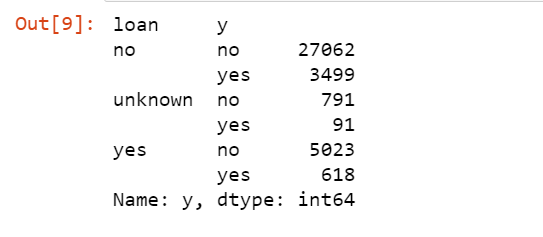 Out[9]: loan y
no no 27062
yes 3499
unknown no 791
yes 91
yes no 5023
yes 618
Name: y, dtype: int64